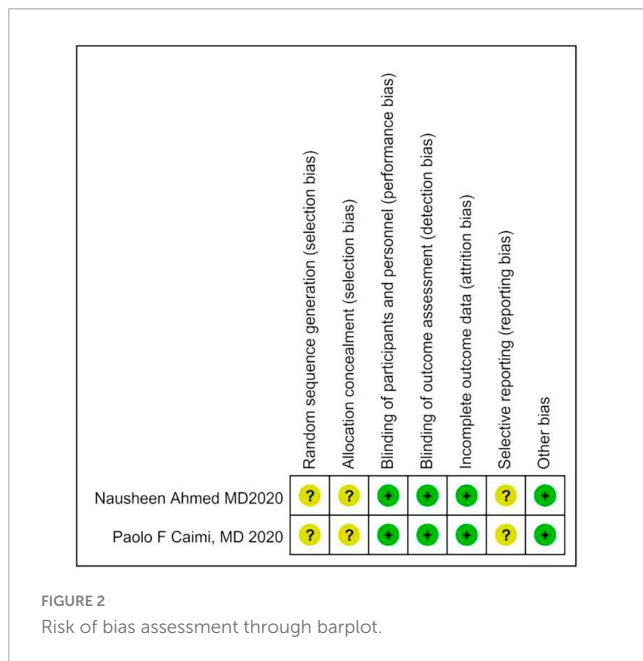 Random sequence generation (selection bias)
Allocation concealment (selection bias)
Blinding of participants and personnel (performance bias)
Blinding of outcome assessment (detection bias)
Incomplete outcome data (attrition bias)
Selective reporting (reporting bias)
Other bias
Nausheen Ahmed MD2020 ? ? + + + ? +
Paolo F Caimi, MD 2020 ? ? + + + ? +
FIGURE 2
Risk of bias assessment through barplot.